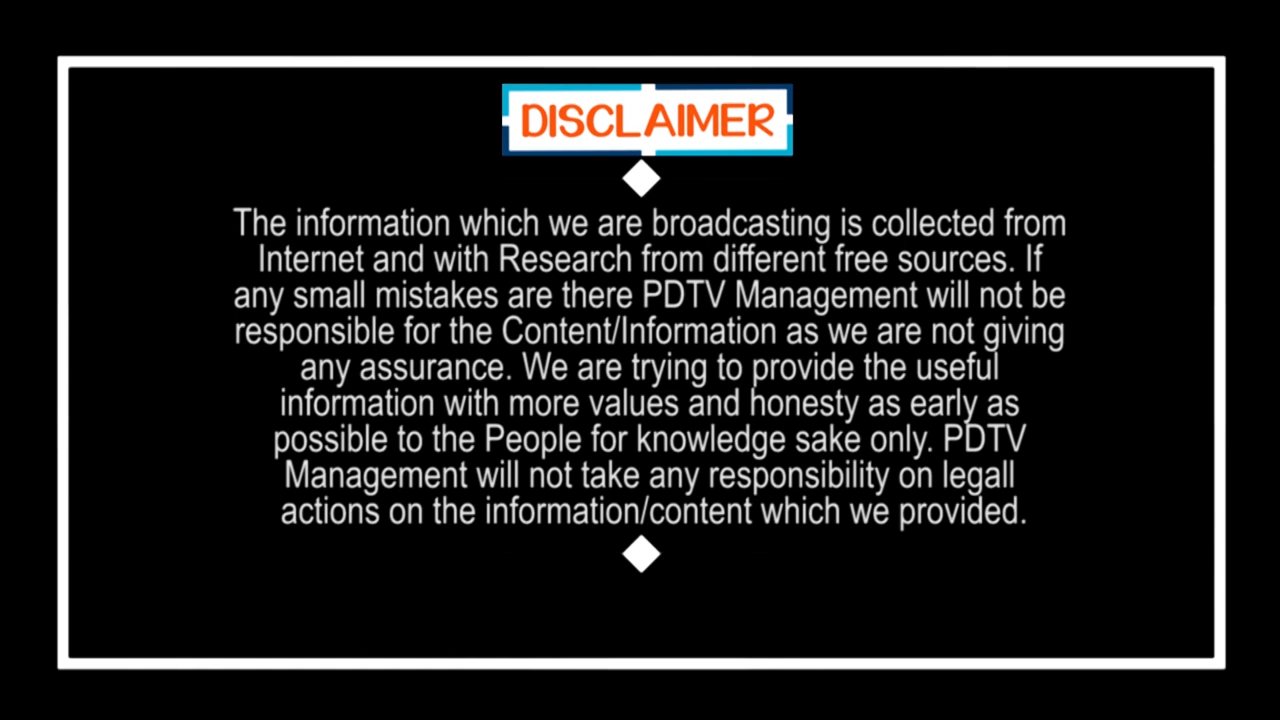 DISCLAIMER
The information which we are broadcasting is collected from
Internet and with Research from different free sources. If
any small mistakes are there PDTV Management will not be
responsible for the Content/Information as we are not giving
any assurance. We are trying to provide the useful
information with more values and honesty as early as
possible to the People for knowledge sake only. PDTV
Management will not take any responsibility on legall
actions on the information/content which we provided.